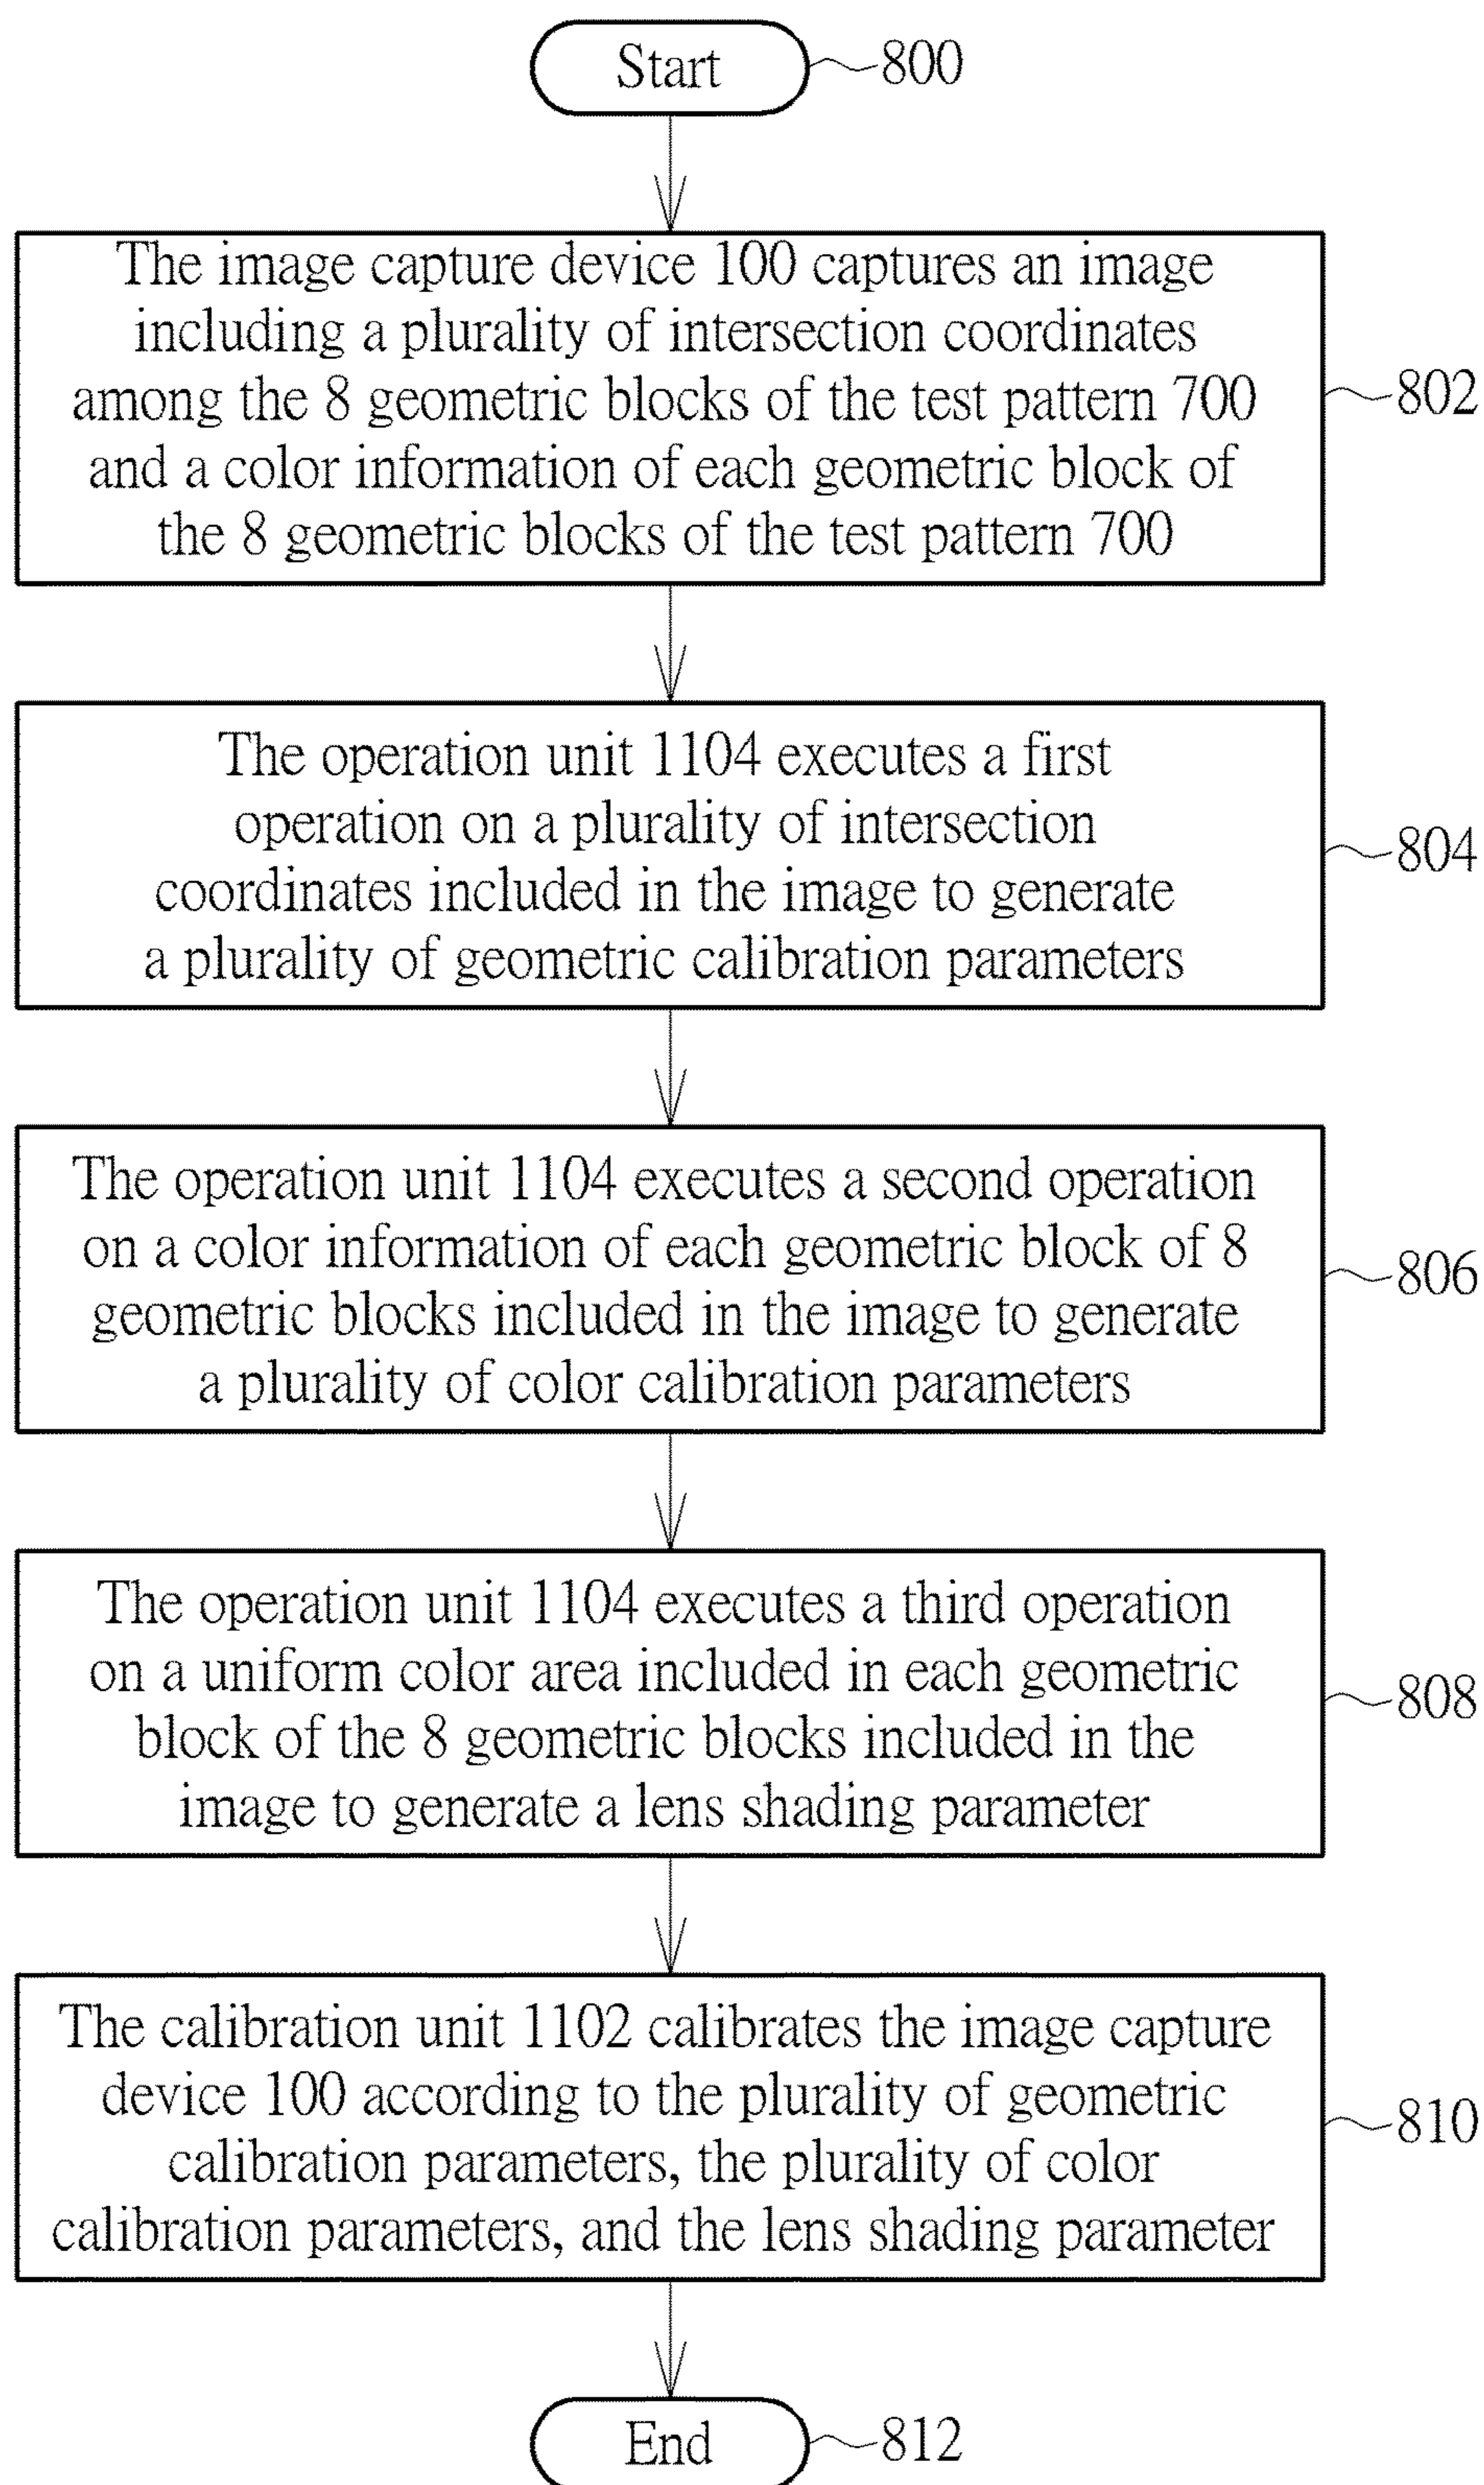 Start
800
The image capture device 100 captures an image
including a plurality of intersection coordinates
among the 8 geometric blocks of the test pattern 700
and a color information of each geometric block of
the 8 geometric blocks of the test pattern 700
802
The operation unit 1104 executes a first
operation on a plurality of intersection
coordinates included in the image to generate
a plurality of geometric calibration parameters
804
The operation unit 1104 executes a second operation
on a color information of each geometric block of 8
geometric blocks included in the image to generate
a plurality of color calibration parameters
806
The operation unit 1104 executes a third operation
on a uniform color area included in each geometric
block of the 8 geometric blocks included in the
image to generate a lens shading parameter
808
The calibration unit 1102 calibrates the image capture
device 100 according to the plurality of geometric
calibration parameters, the plurality of color
calibration parameters, and the lens shading parameter
810
End
812